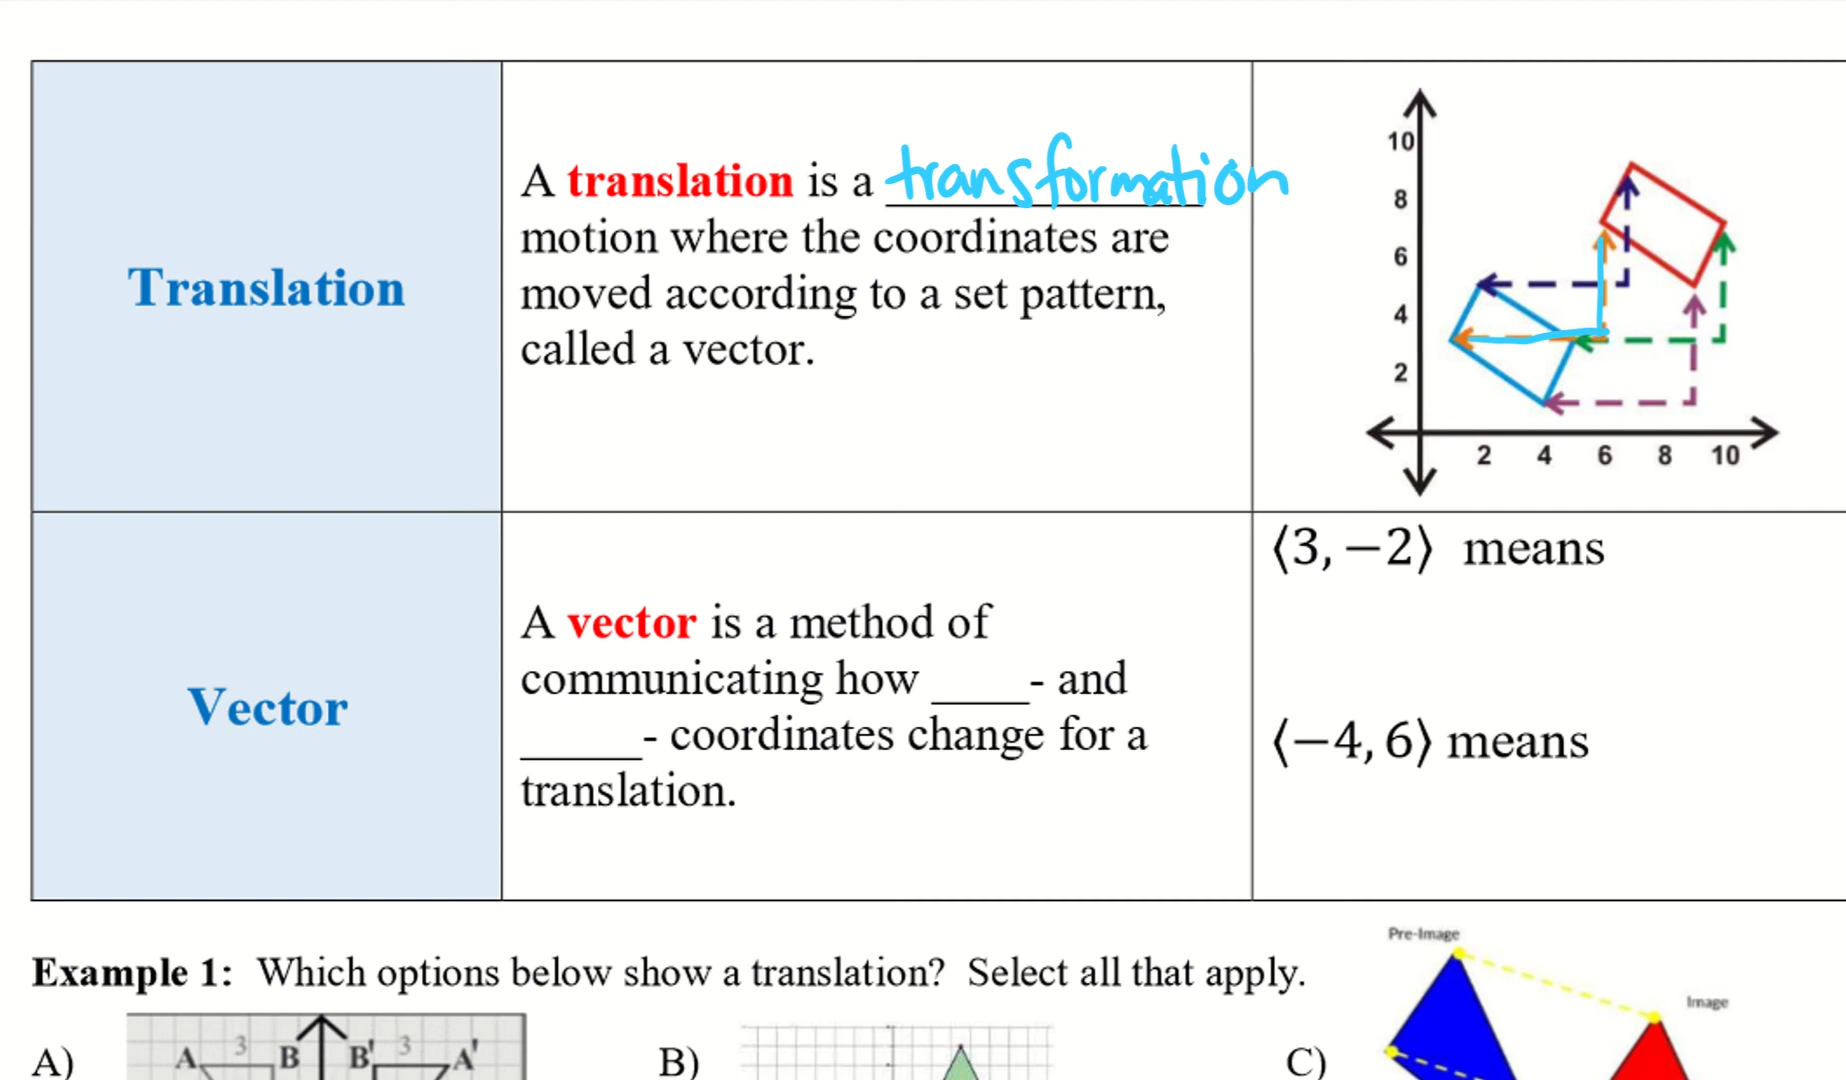 Translation
A translation is a transformation
motion where the coordinates are
moved according to a set pattern,
called a vector.
10
8
6
4
2
2 4 6 8 10
Vector
A vector is a method of
communicating how ____- and
_____- coordinates change for a
translation.
⟨3, −2⟩ means
⟨−4, 6⟩ means
Example 1: Which options below show a translation? Select all that apply.
Pre-Image
Image
A)
A 3 B B' 3 A'
B)
C)